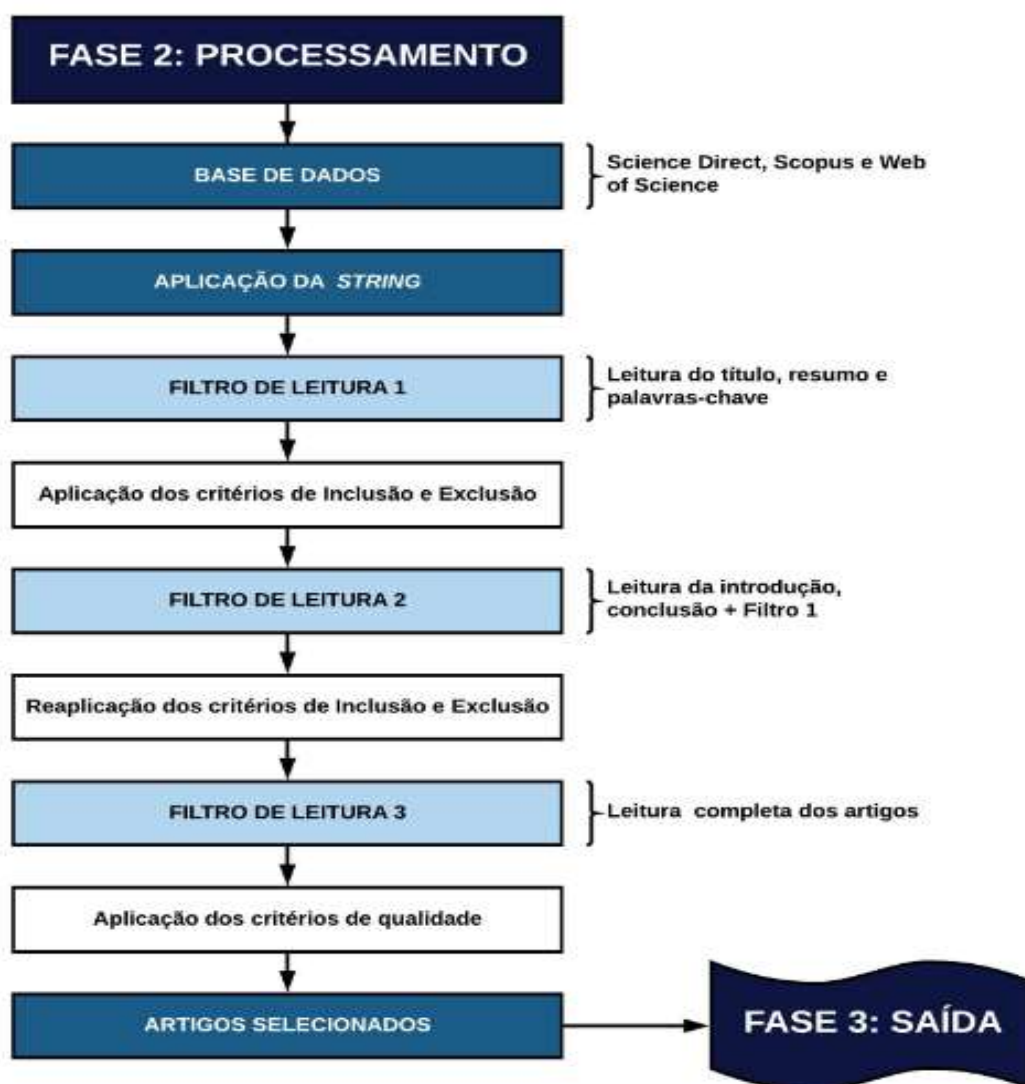 FASE 2: PROCESSAMENTO
BASE DE DADOS
Science Direct, Scopus e Web
of Science
APLICAÇÃO DA STRING
FILTRO DE LEITURA 1
Leitura do título, resumo e
palavras-chave
Aplicação dos critérios de Inclusão e Exclusão
FILTRO DE LEITURA 2
Leitura da introdução,
conclusão + Filtro 1
Reaplicação dos critérios de Inclusão e Exclusão
FILTRO DE LEITURA 3
Leitura completa dos artigos
Aplicação dos critérios de qualidade
ARTIGOS SELECIONADOS
FASE 3: SAÍDA